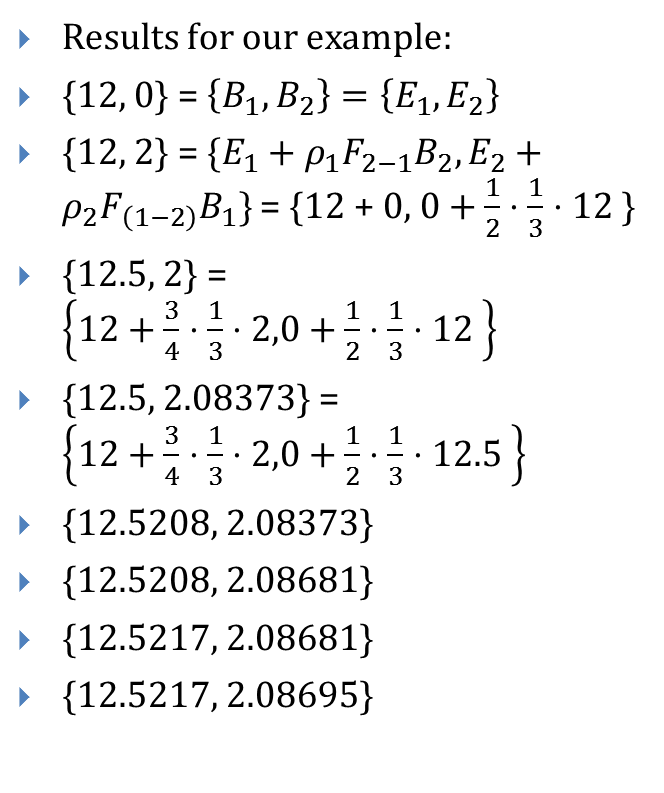 Results for our example:
{12, 0} = {B₁, B₂} = {E₁, E₂}
{12, 2} = {E₁ + ρ₁F₂₋₁B₂, E₂ +
ρ₂F₍₁₋₂₎B₁} = {12 + 0, 0 + 1/2 · 1/3 · 12 }
{12.5, 2} =
{12 + 3/4 · 1/3 · 2,0 + 1/2 · 1/3 · 12 }
{12.5, 2.08373} =
{12 + 3/4 · 1/3 · 2,0 + 1/2 · 1/3 · 12.5 }
{12.5208, 2.08373}
{12.5208, 2.08681}
{12.5217, 2.08681}
{12.5217, 2.08695}